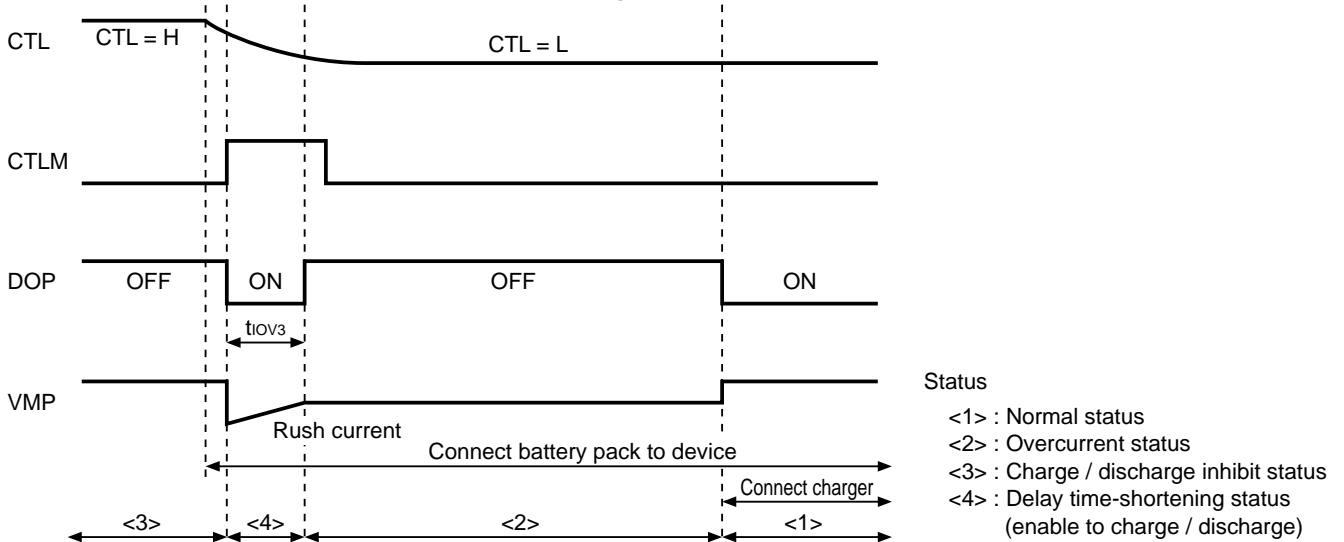 CTL
CTL = H
CTL = L
CTLM
DOP
OFF
ON
OFF
ON
tIOV3
VMP
Rush current
Connect battery pack to device
Connect charger
<3>
<4>
<2>
<1>
Status
<1> : Normal status
<2> : Overcurrent status
<3> : Charge / discharge inhibit status
<4> : Delay time-shortening status
(enable to charge / discharge)